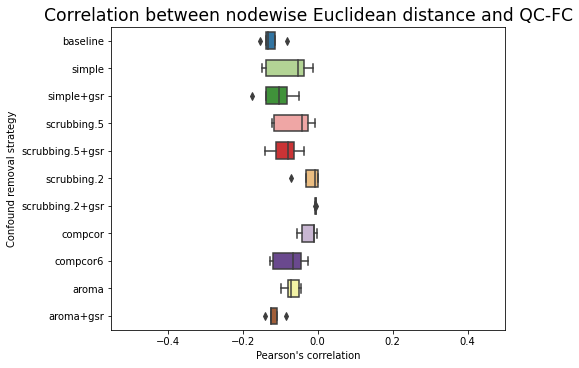 Correlation between nodewise Euclidean distance and QC-FC
baseline
simple
simple+gsr
scrubbing.5
scrubbing.5+gsr
scrubbing.2
scrubbing.2+gsr
compcor
compcor6
aroma
aroma+gsr
Confound removal strategy
−0.4 −0.2 0.0 0.2 0.4
Pearson's correlation